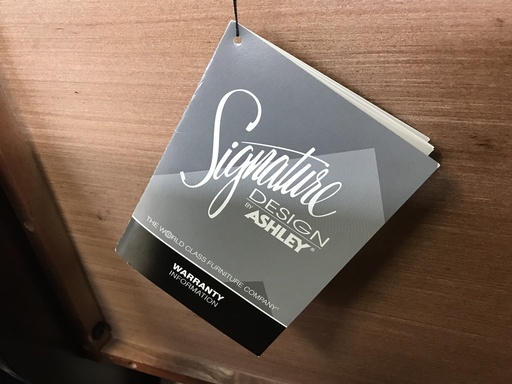 Signature
DESIGN
BY ASHLEY®
THE WORLD CLASS FURNITURE COMPANY®
WARRANTY
INFORMATION